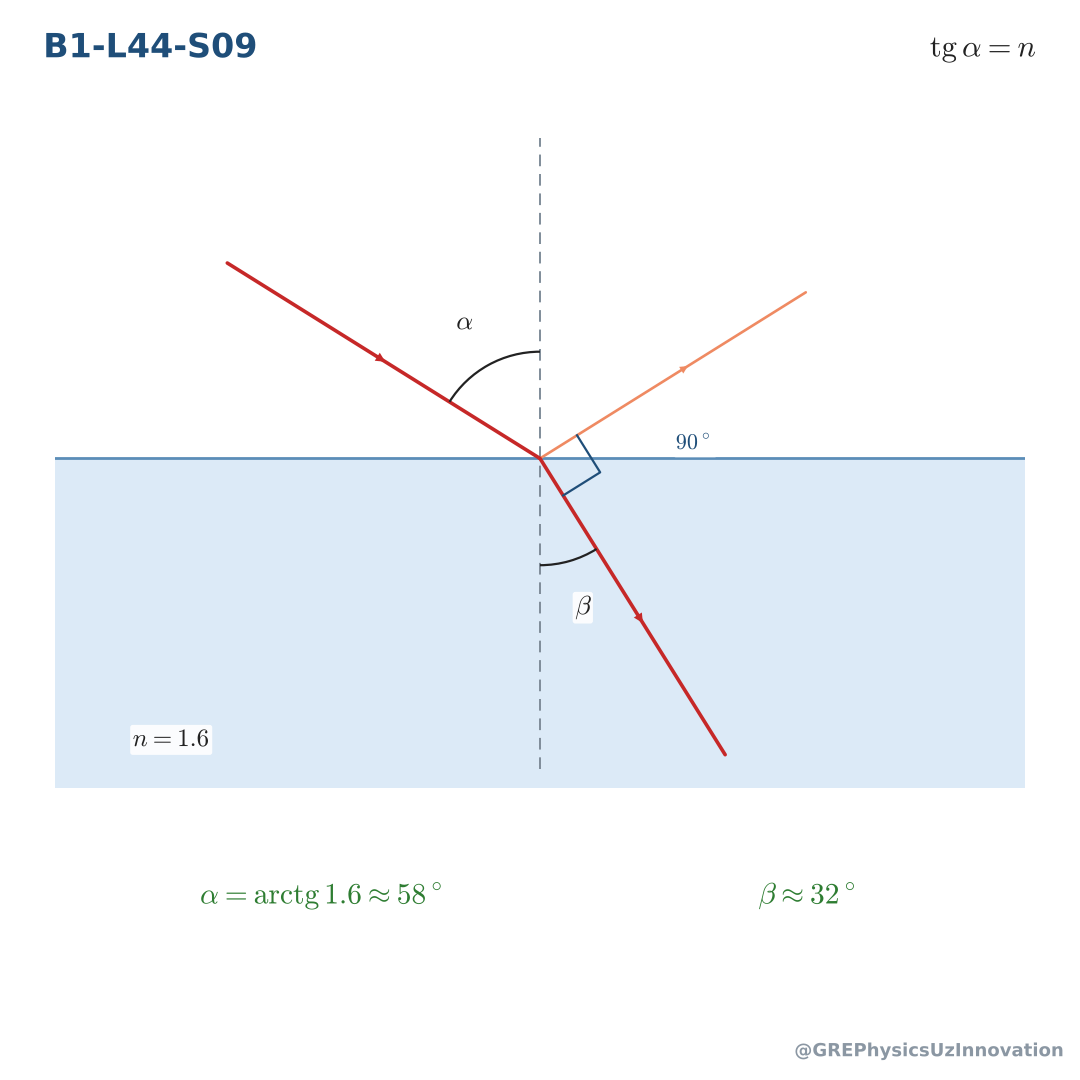 B1-L44-S09
tg α = n
α
90°
β
n = 1.6
α = arctg 1.6 ≈ 58°
β ≈ 32°
@GREPhysicsUzInnovation